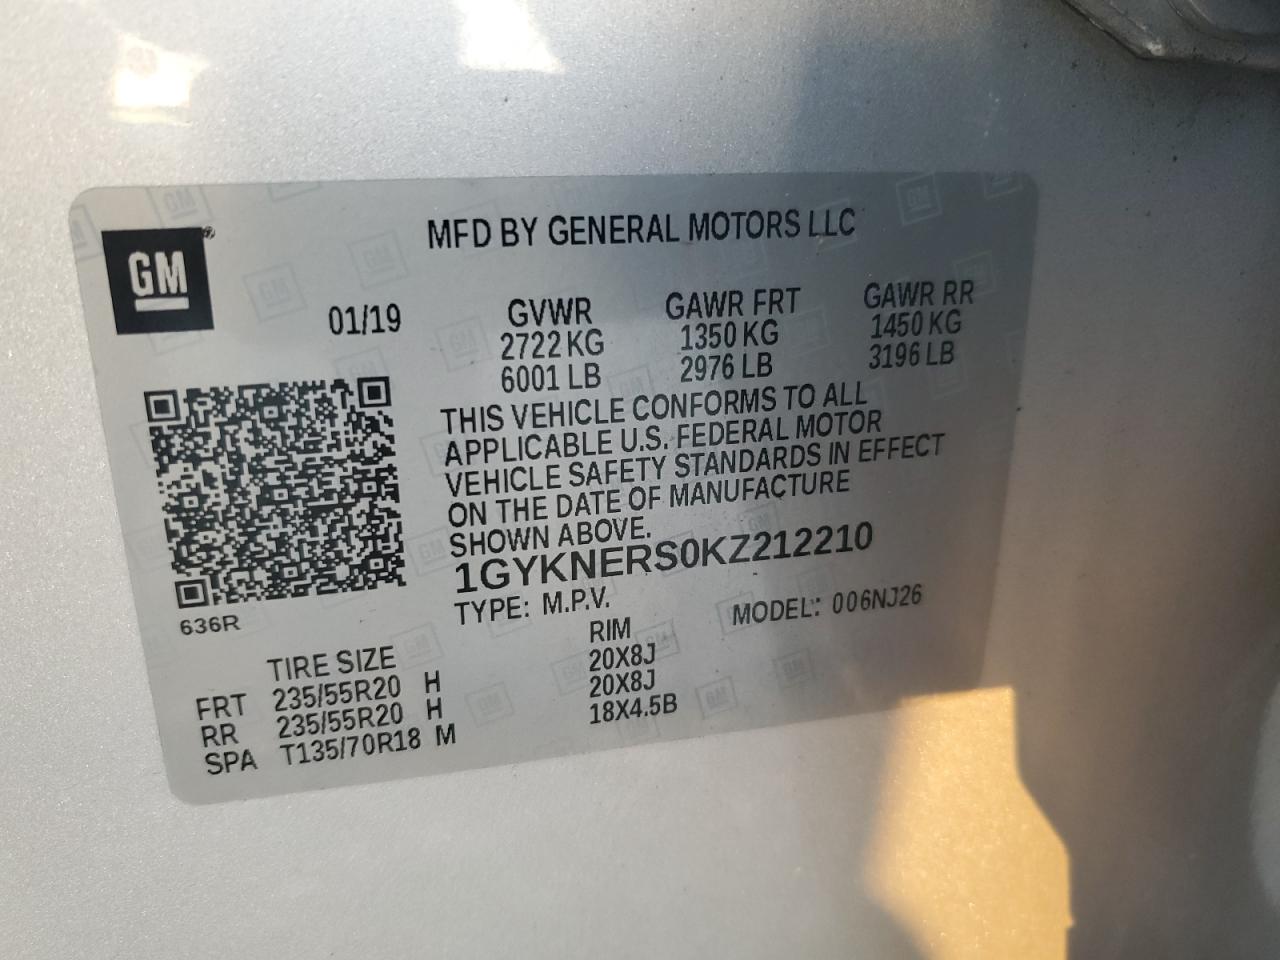 GM®
MFD BY GENERAL MOTORS LLC
01/19
GVWR GAWR FRT GAWR RR
2722 KG 1350 KG 1450 KG
6001 LB 2976 LB 3196 LB
THIS VEHICLE CONFORMS TO ALL
APPLICABLE U.S. FEDERAL MOTOR
VEHICLE SAFETY STANDARDS IN EFFECT
ON THE DATE OF MANUFACTURE
SHOWN ABOVE.
1GYKNERS0KZ212210
TYPE: M.P.V. MODEL: 006NJ26
636R
TIRE SIZE RIM
FRT 235/55R20 H 20X8J
RR 235/55R20 H 20X8J
SPA T135/70R18 M 18X4.5B